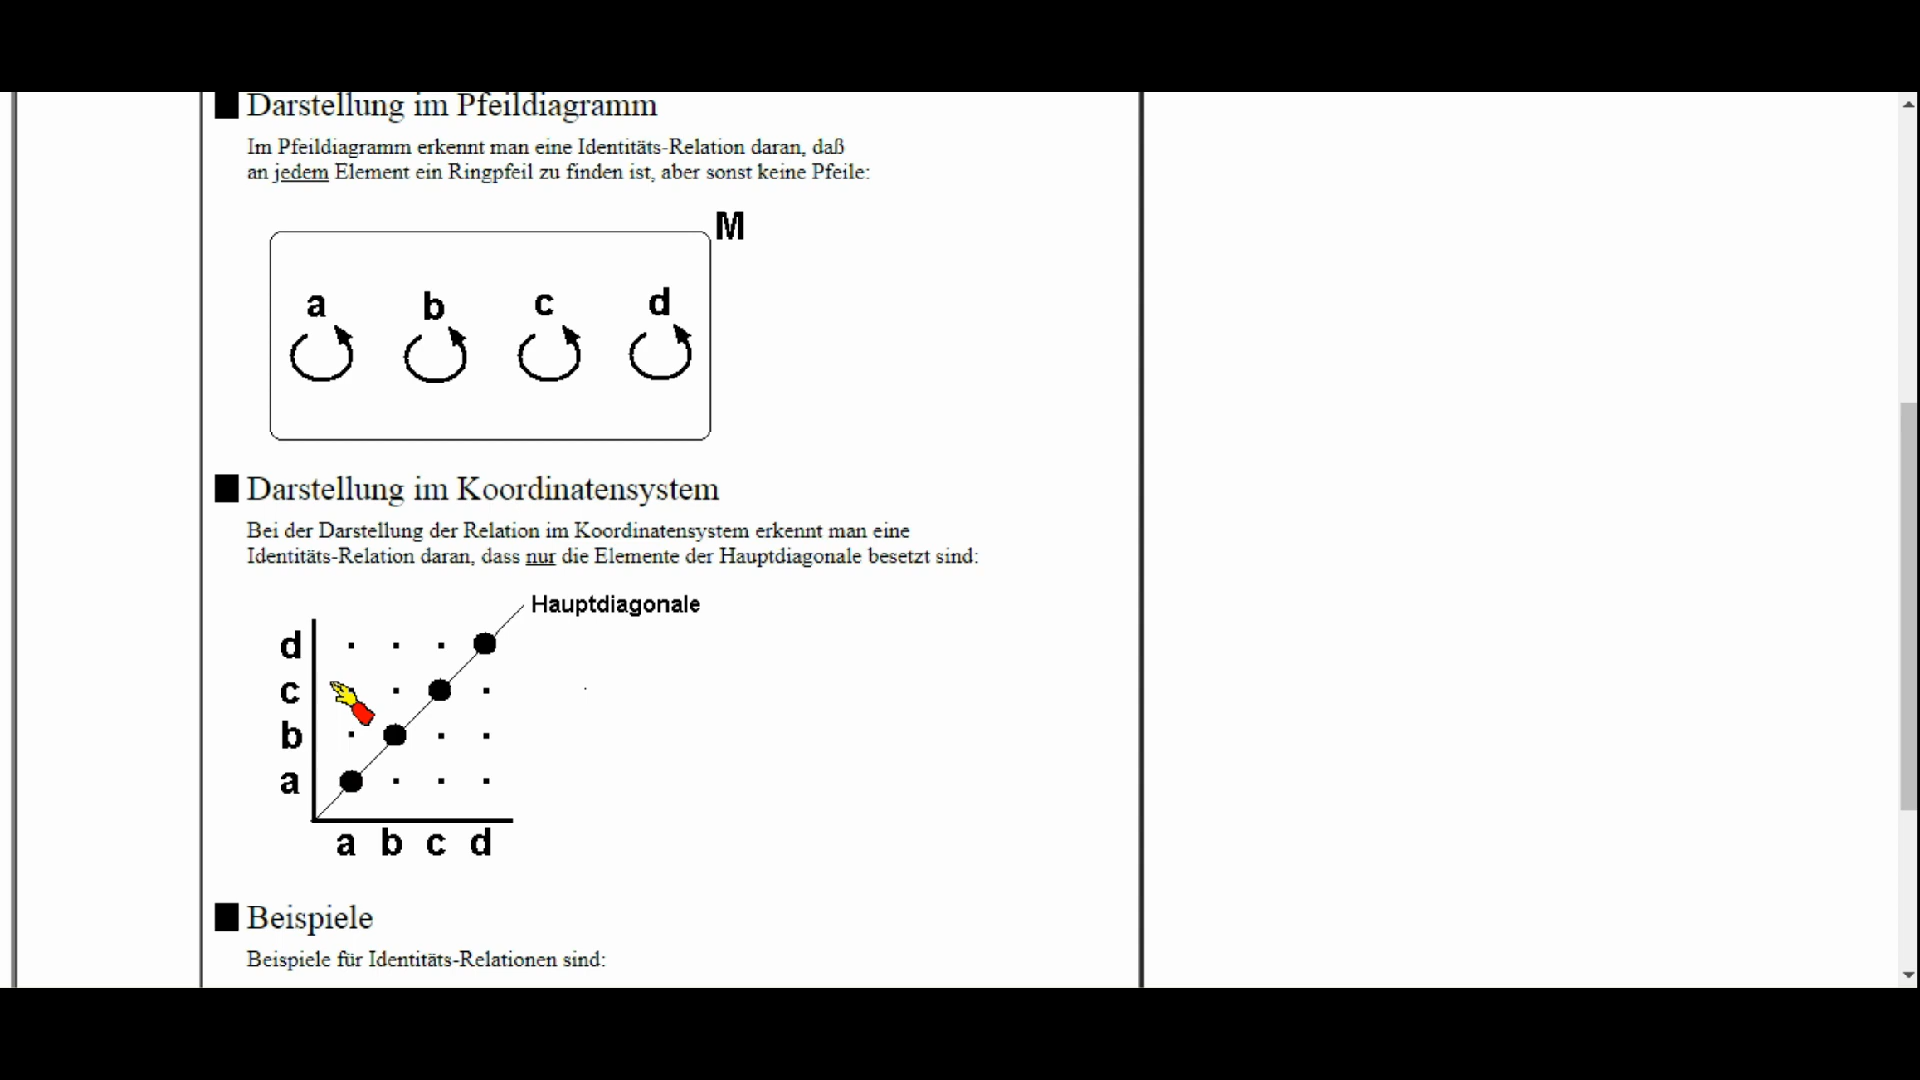 Darstellung im Pfeildiagramm
Im Pfeildiagramm erkennt man eine Identitäts-Relation daran, daß
an jedem Element ein Ringpfeil zu finden ist, aber sonst keine Pfeile:
M
a b c d
Darstellung im Koordinatensystem
Bei der Darstellung der Relation im Koordinatensystem erkennt man eine
Identitäts-Relation daran, dass nur die Elemente der Hauptdiagonale besetzt sind:
Hauptdiagonale
d
c
b
a
a b c d
Beispiele
Beispiele für Identitäts-Relationen sind: